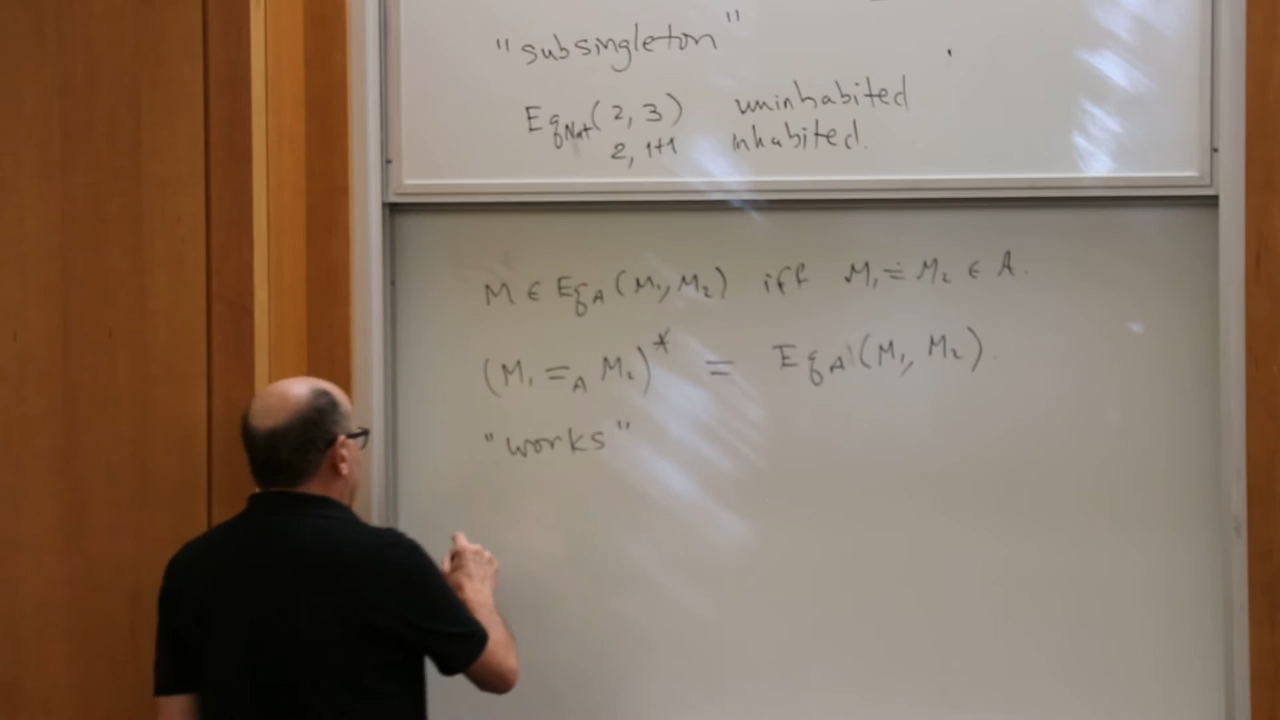 "subsingleton"
Eq_Nat(2, 3) uninhabited
2, 1+1 inhabited.
M ∈ Eq_A(M₁, M₂) iff M₁ ≐ M₂ ∈ A.
(M₁ =_A M₂)* = Eq_A(M₁, M₂).
"works"